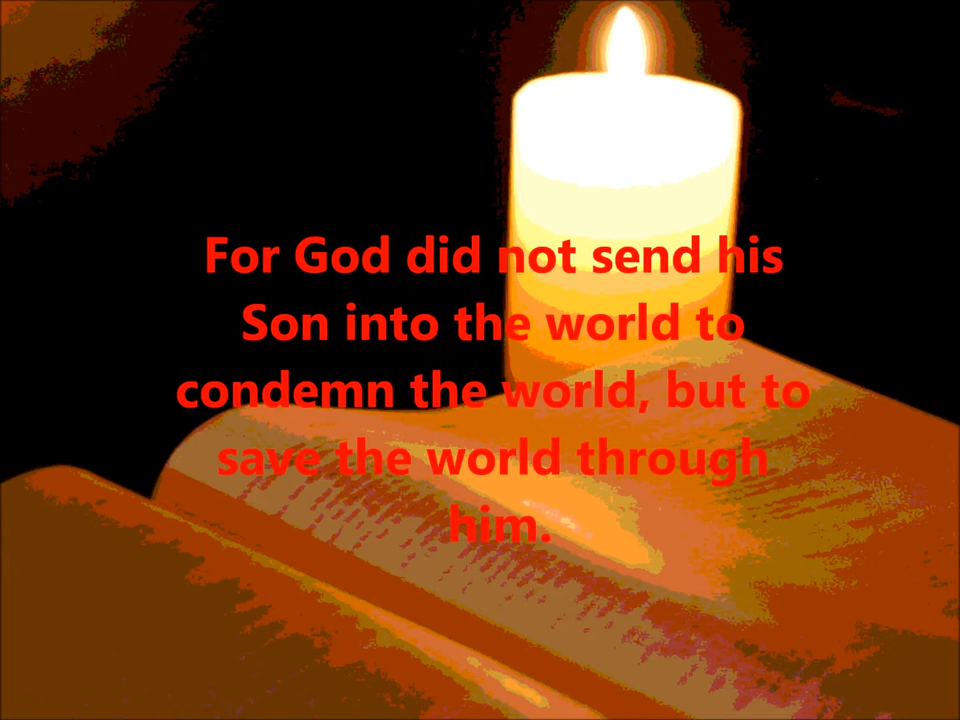 For God did not send his
Son into the world to
condemn the world, but to
save the world through
him.